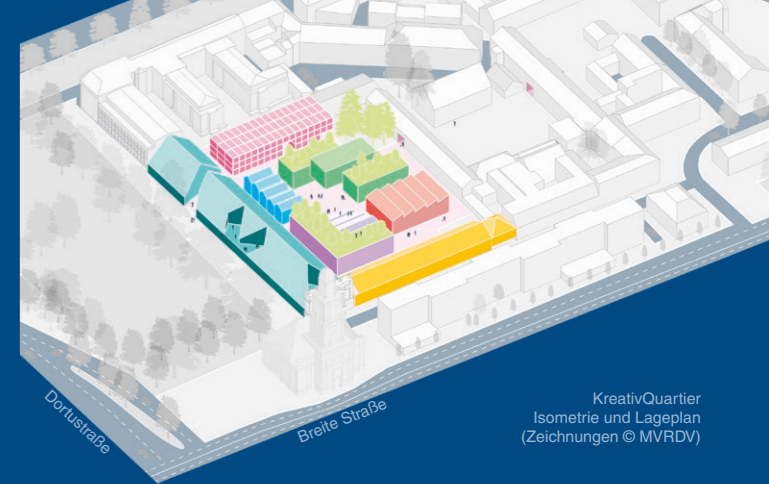 Dortustraße
Breite Straße
KreativQuartier
Isometrie und Lageplan
(Zeichnungen © MVRDV)